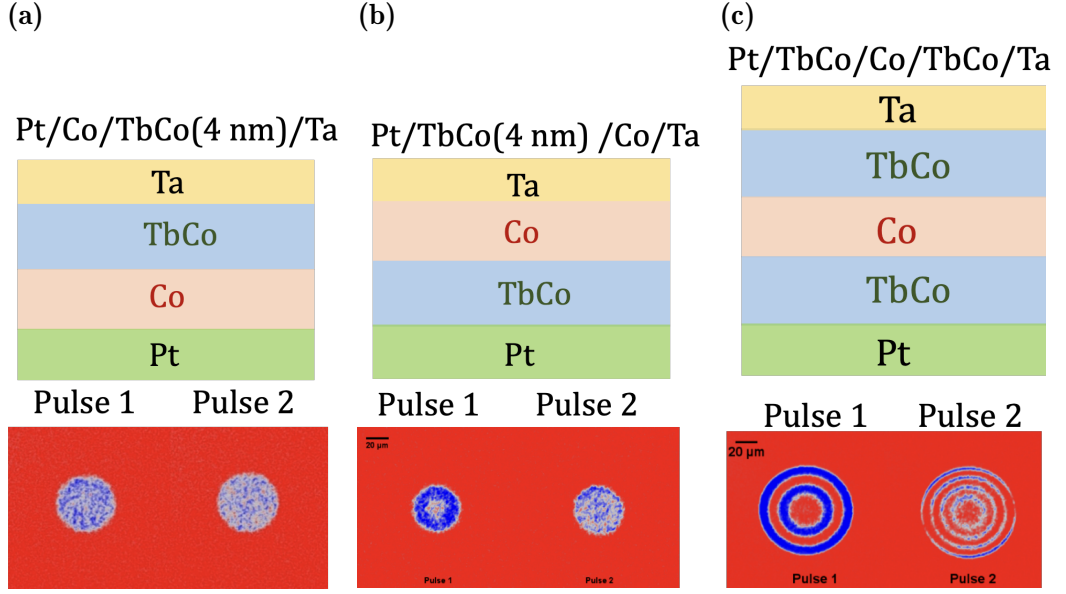 (a)
Pt/Co/TbCo(4 nm)/Ta
Ta
TbCo
Co
Pt
Pulse 1 Pulse 2
(b)
Pt/TbCo(4 nm) /Co/Ta
Ta
Co
TbCo
Pt
Pulse 1 Pulse 2
20 µm
Pulse 1 Pulse 2
(c)
Pt/TbCo/Co/TbCo/Ta
Ta
TbCo
Co
TbCo
Pt
Pulse 1 Pulse 2
20 µm
Pulse 1 Pulse 2